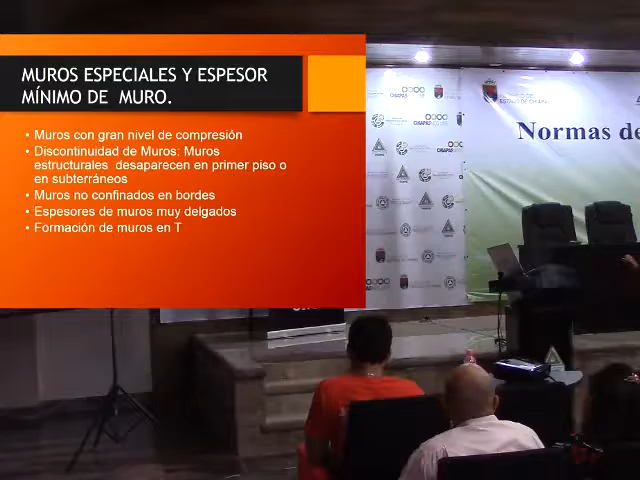 MUROS ESPECIALES Y ESPESOR
MÍNIMO DE MURO.
• Muros con gran nivel de compresión
• Discontinuidad de Muros: Muros
estructurales desaparecen en primer piso o
en subterráneos
• Muros no confinados en bordes
• Espesores de muros muy delgados
• Formación de muros en T
Normas de